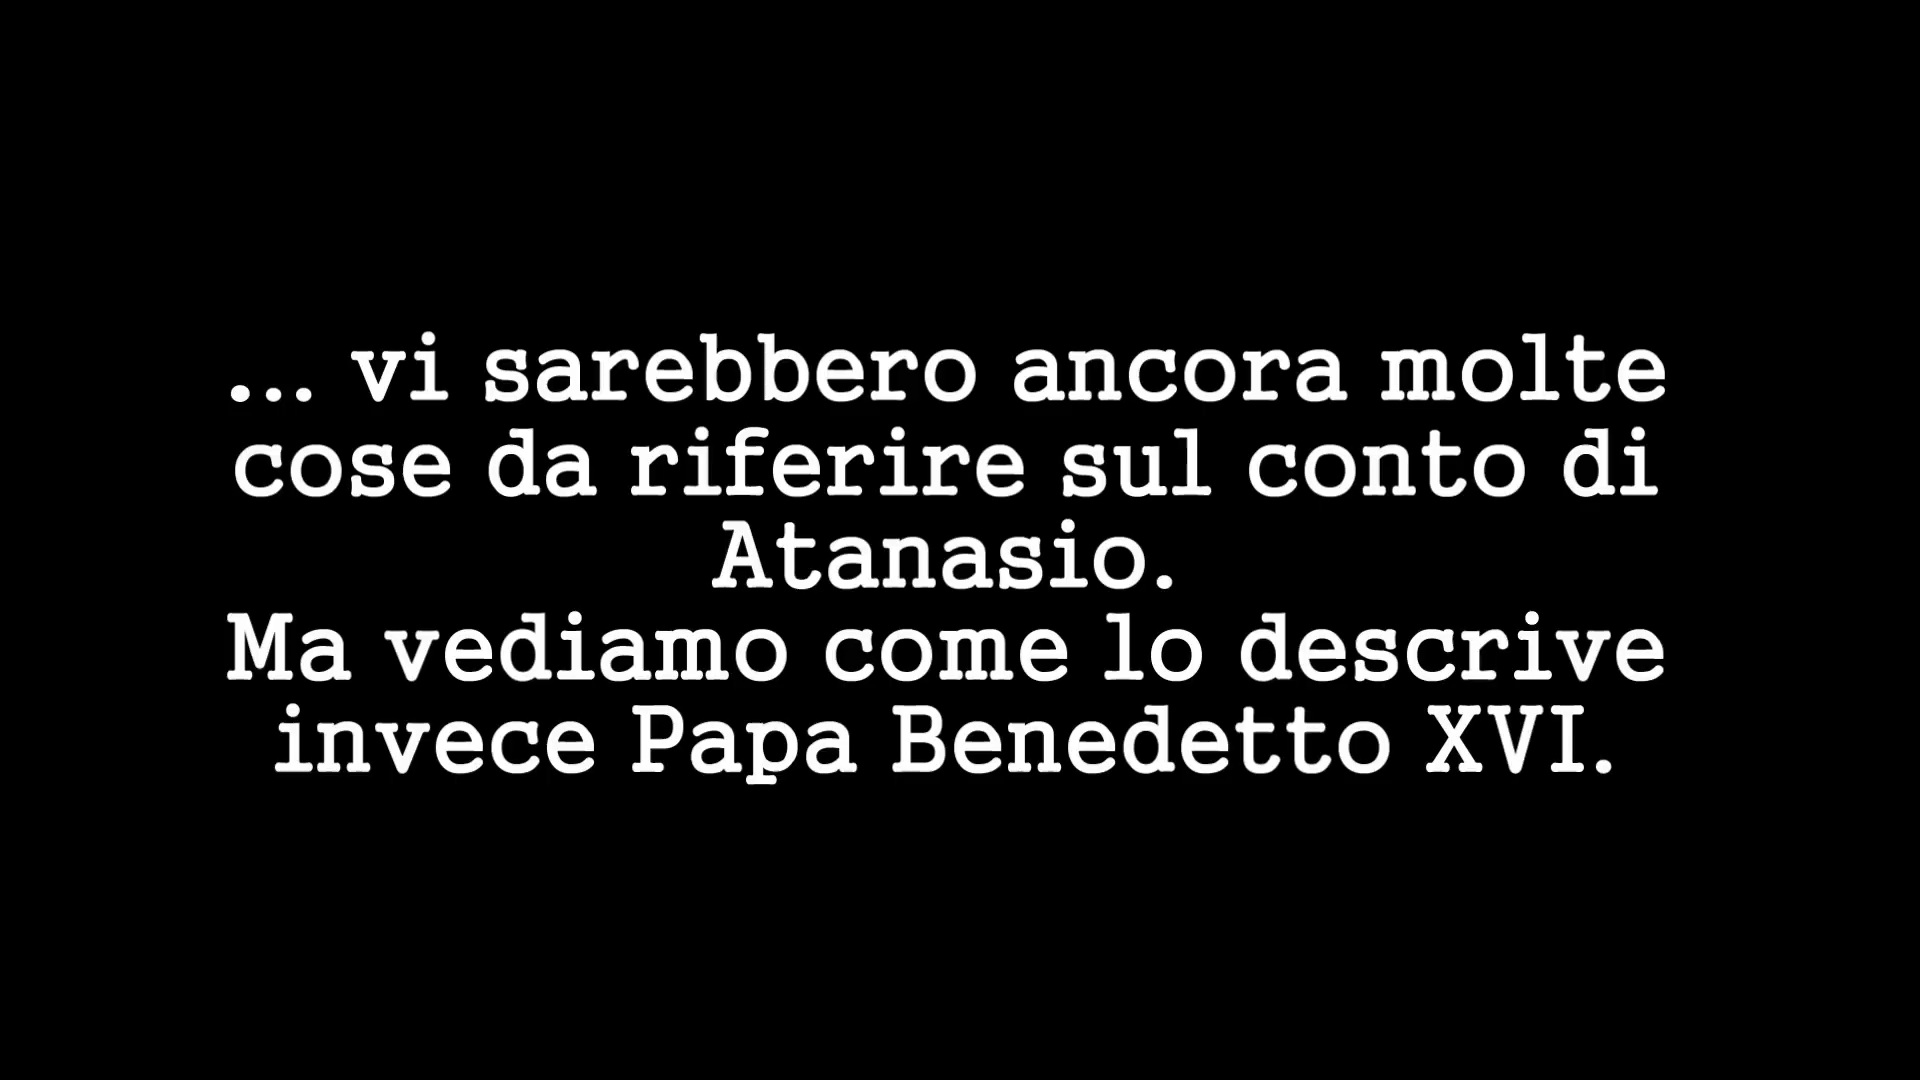 ... vi sarebbero ancora molte
cose da riferire sul conto di
Atanasio.
Ma vediamo come lo descrive
invece Papa Benedetto XVI.